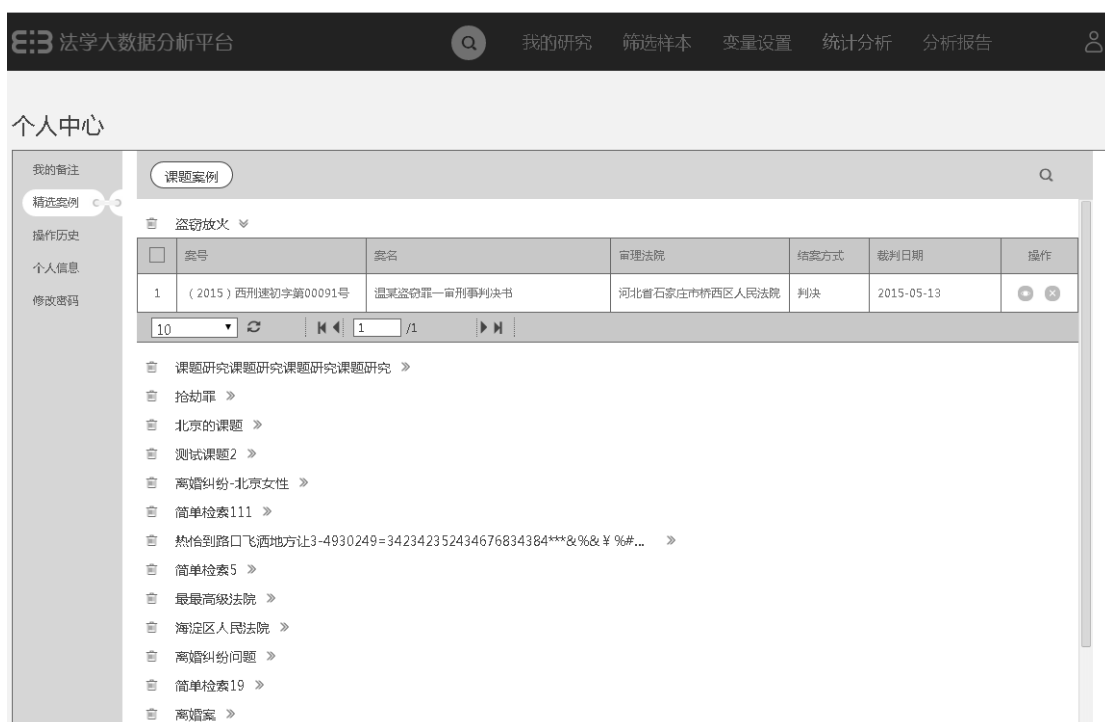 法学大数据分析平台 我的研究 筛选样本 变量设置 统计分析 分析报告
个人中心
我的备注
精选案例
操作历史
个人信息
修改密码
课题案例
盗窃放火
案号 案名 审理法院 结案方式 裁判日期 操作
1 （2015）西刑速初字第00091号 温某盗窃罪一审刑事判决书 河北省石家庄市桥西区人民法院 判决 2015-05-13
10 1 /1
课题研究课题研究课题研究课题研究
抢劫罪
北京的课题
测试课题2
离婚纠纷-北京女性
简单检索111
热恰到路口飞洒地方让3-4930249=342342352434676834384***&%&￥%#...
简单检索5
最最高级法院
海淀区人民法院
离婚纠纷问题
简单检索19
离婚案